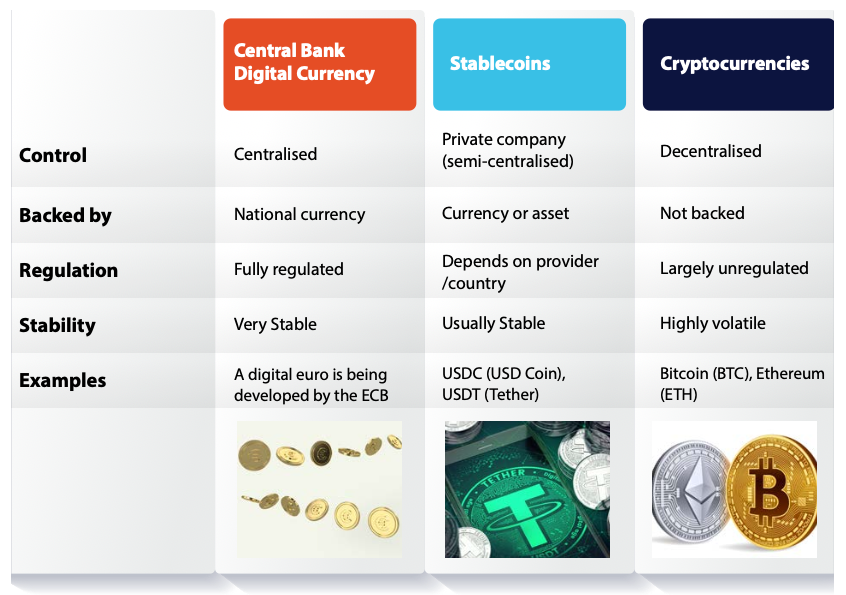 Central Bank
Digital Currency
Stablecoins
Cryptocurrencies
Control
Centralised
Private company
(semi-centralised)
Decentralised
Backed by
National currency
Currency or asset
Not backed
Regulation
Fully regulated
Depends on provider
/country
Largely unregulated
Stability
Very Stable
Usually Stable
Highly volatile
Examples
A digital euro is being
developed by the ECB
USDC (USD Coin),
USDT (Tether)
Bitcoin (BTC), Ethereum
(ETH)
TETHER